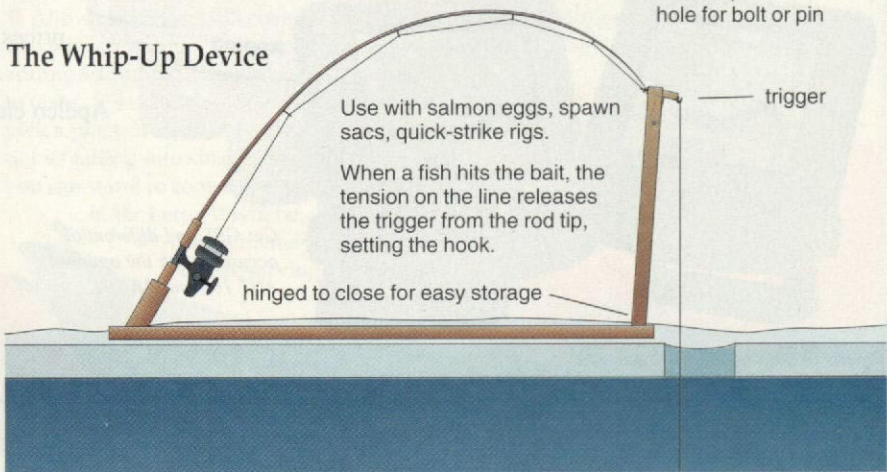 hole for bolt or pin
The Whip-Up Device
trigger
Use with salmon eggs, spawn
sacs, quick-strike rigs.
When a fish hits the bait, the
tension on the line releases
the trigger from the rod tip,
setting the hook.
hinged to close for easy storage